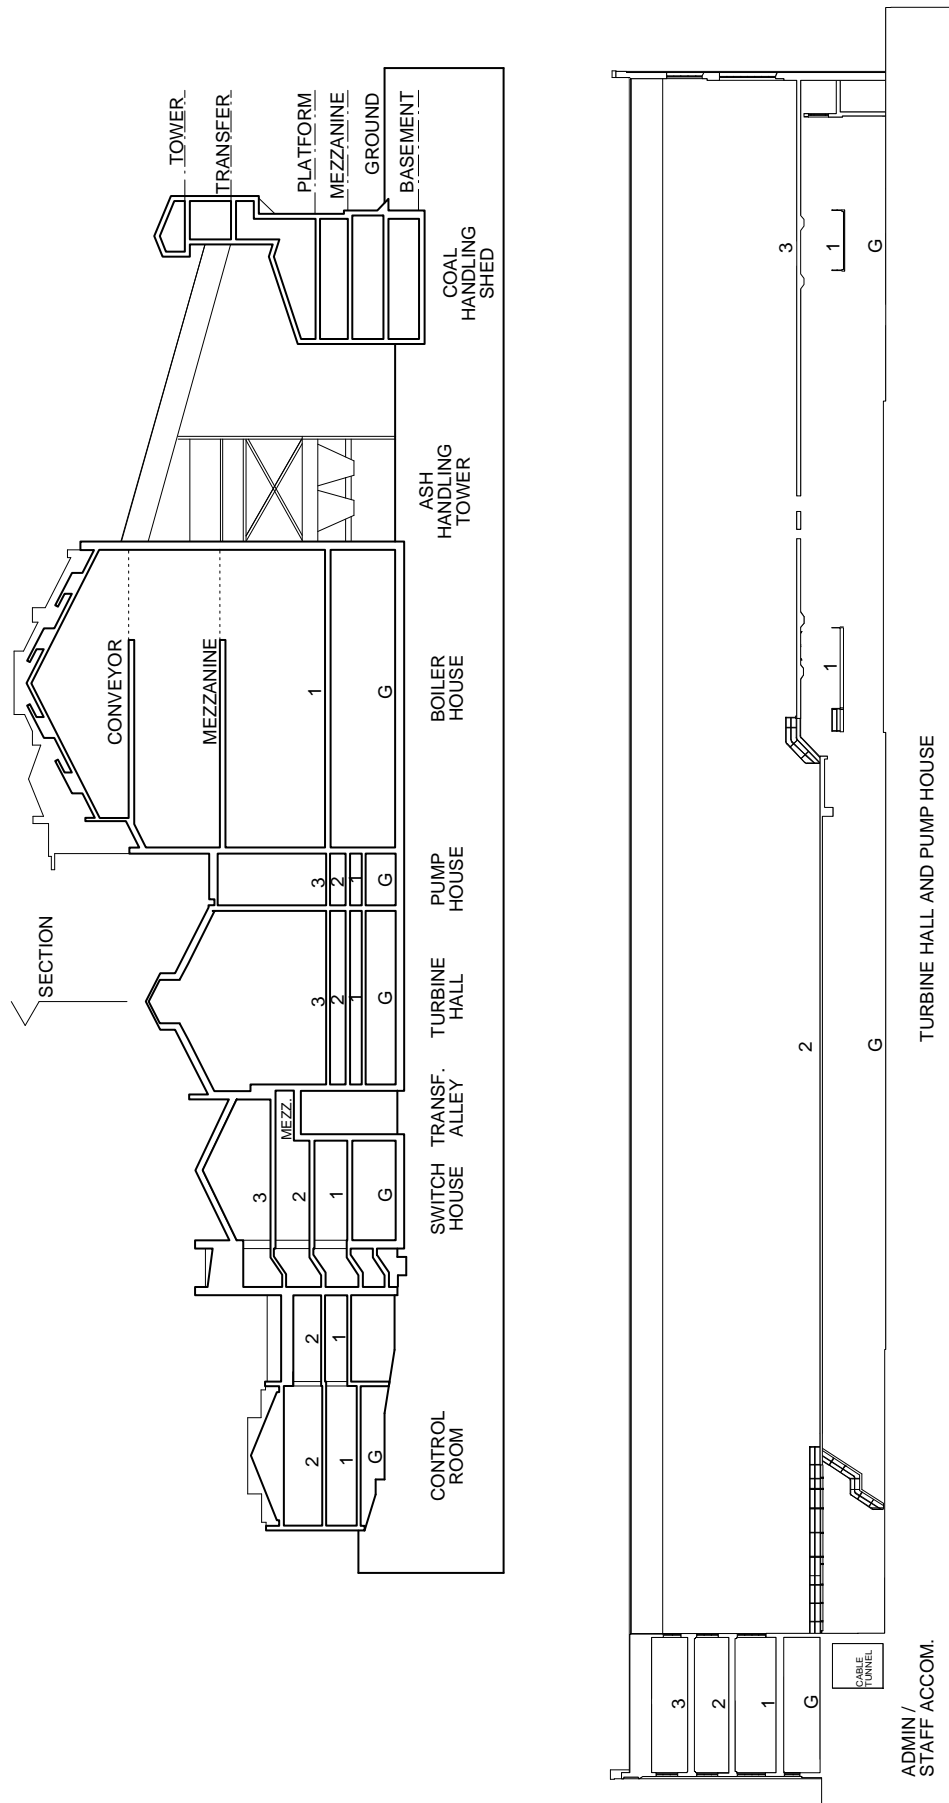 SECTION
TOWER
TRANSFER
PLATFORM
MEZZANINE
GROUND
BASEMENT
CONVEYOR
MEZZANINE
1
G
3
2
1
G
3
2
1
G
MEZZ.
3
2
1
G
2
1
2
1
G
CONTROL
ROOM
SWITCH
HOUSE
TRANSF.
ALLEY
TURBINE
HALL
PUMP
HOUSE
BOILER
HOUSE
ASH
HANDLING
TOWER
COAL
HANDLING
SHED
3
2
1
G
CABLE
TUNNEL
2
G
1
3
1
G
ADMIN /
STAFF ACCOM.
TURBINE HALL AND PUMP HOUSE